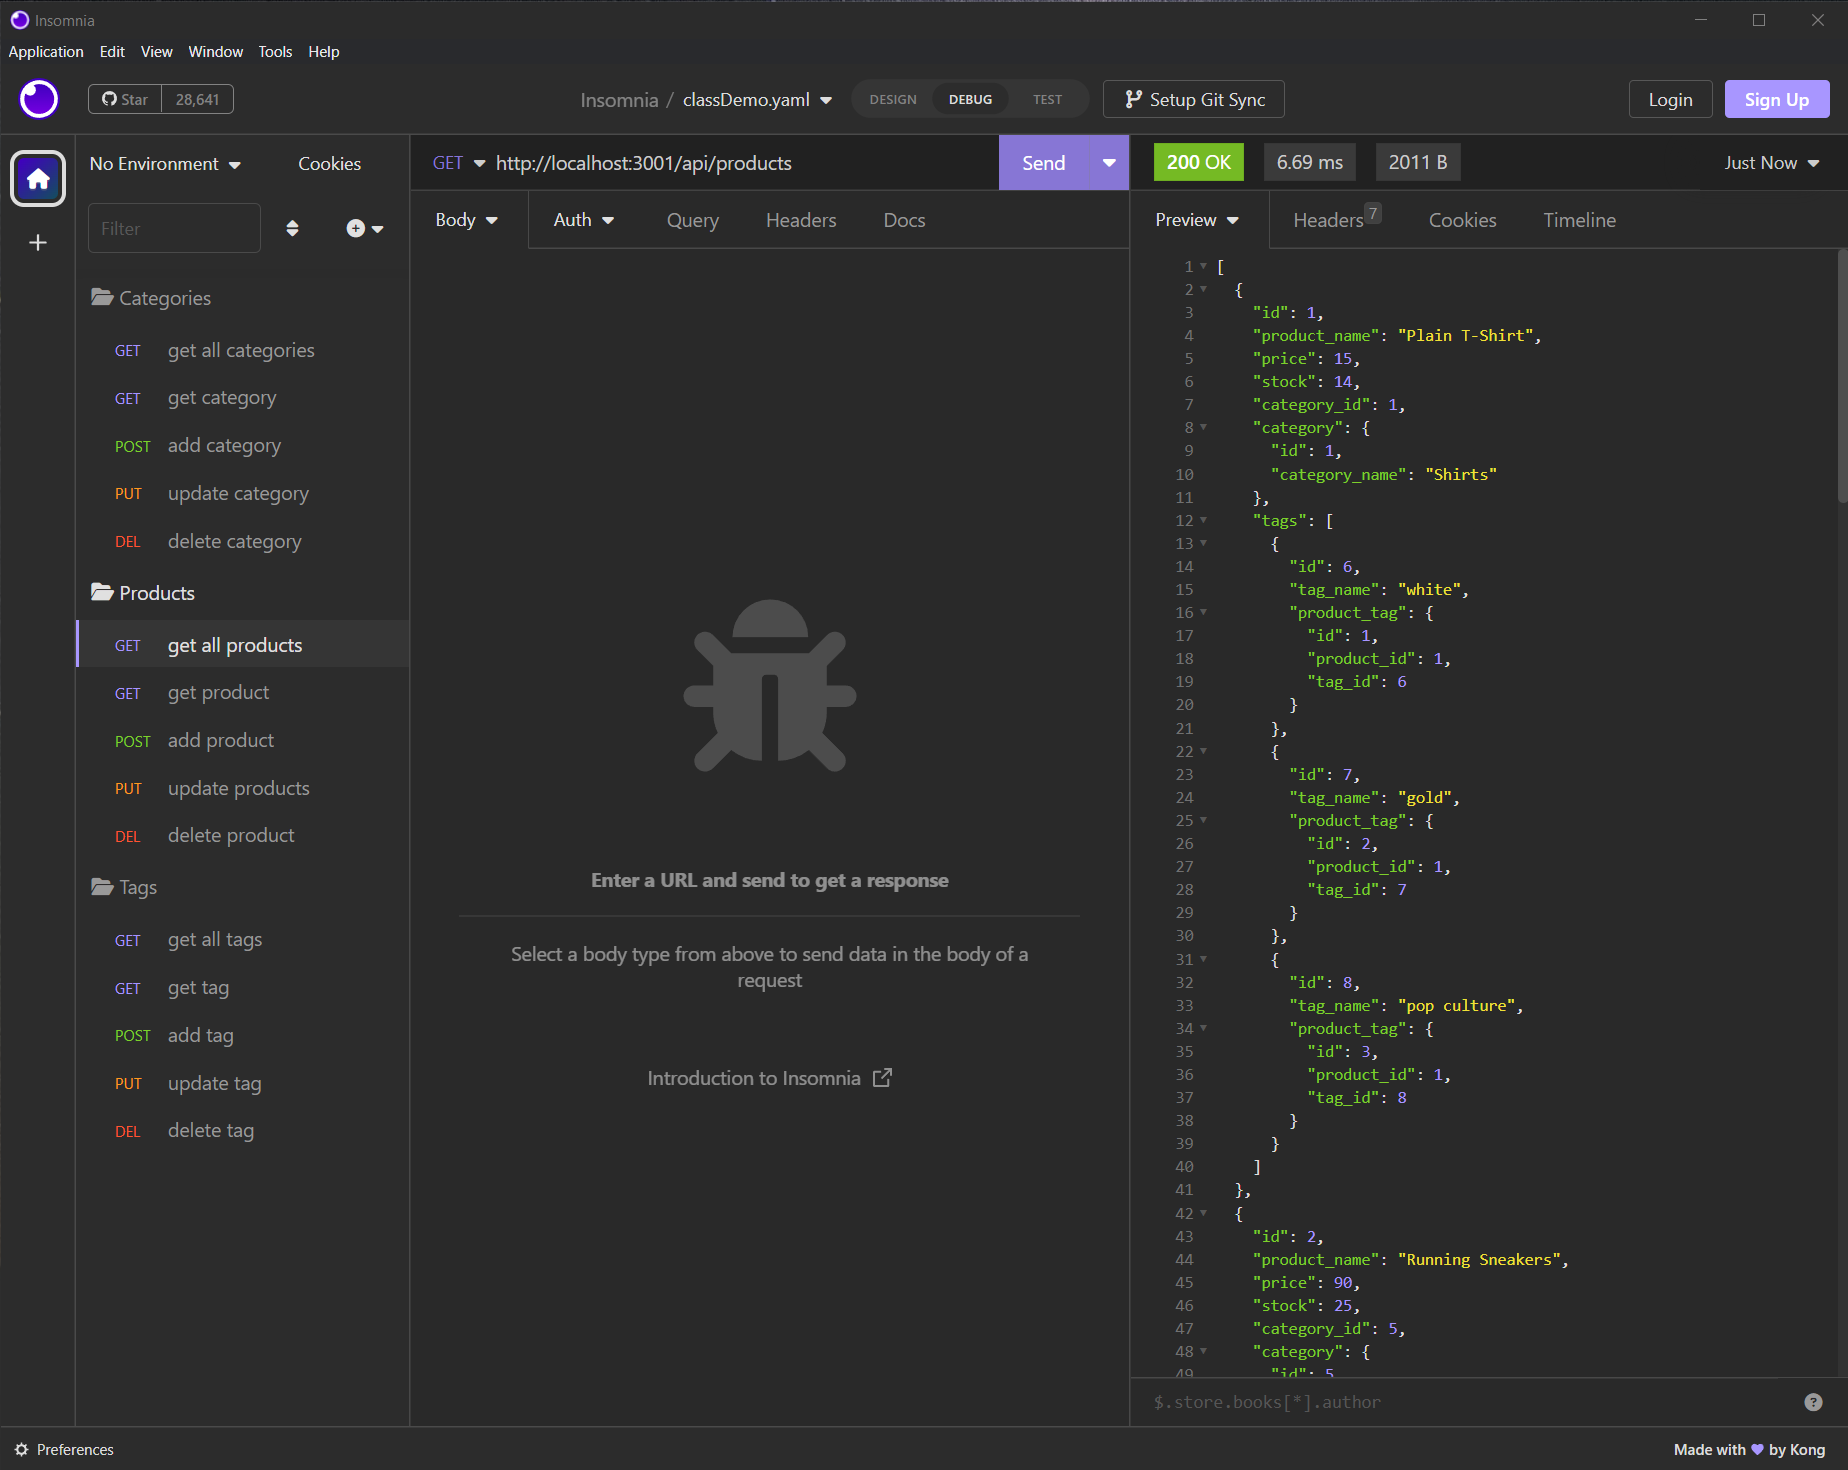 Insomnia
Application Edit View Window Tools Help
Star 28,641
Insomnia / classDemo.yaml
DESIGN DEBUG TEST
Setup Git Sync
Login
Sign Up
No Environment
Cookies
Filter
Categories
GET get all categories
GET get category
POST add category
PUT update category
DEL delete category
Products
GET get all products
GET get product
POST add product
PUT update products
DEL delete product
Tags
GET get all tags
GET get tag
POST add tag
PUT update tag
DEL delete tag
GET http://localhost:3001/api/products
Send
Body Auth Query Headers Docs
Enter a URL and send to get a response
Select a body type from above to send data in the body of a
request
Introduction to Insomnia
200 OK 6.69 ms 2011 B
Just Now
Preview Headers 7 Cookies Timeline
1 [
2 {
3 "id": 1,
4 "product_name": "Plain T-Shirt",
5 "price": 15,
6 "stock": 14,
7 "category_id": 1,
8 "category": {
9 "id": 1,
10 "category_name": "Shirts"
11 },
12 "tags": [
13 {
14 "id": 6,
15 "tag_name": "white",
16 "product_tag": {
17 "id": 1,
18 "product_id": 1,
19 "tag_id": 6
20 }
21 },
22 {
23 "id": 7,
24 "tag_name": "gold",
25 "product_tag": {
26 "id": 2,
27 "product_id": 1,
28 "tag_id": 7
29 }
30 },
31 {
32 "id": 8,
33 "tag_name": "pop culture",
34 "product_tag": {
35 "id": 3,
36 "product_id": 1,
37 "tag_id": 8
38 }
39 }
40 ]
41 },
42 {
43 "id": 2,
44 "product_name": "Running Sneakers",
45 "price": 90,
46 "stock": 25,
47 "category_id": 5,
48 "category": {
49 "id": 5
$.store.books[*].author
Preferences
Made with 💜 by Kong